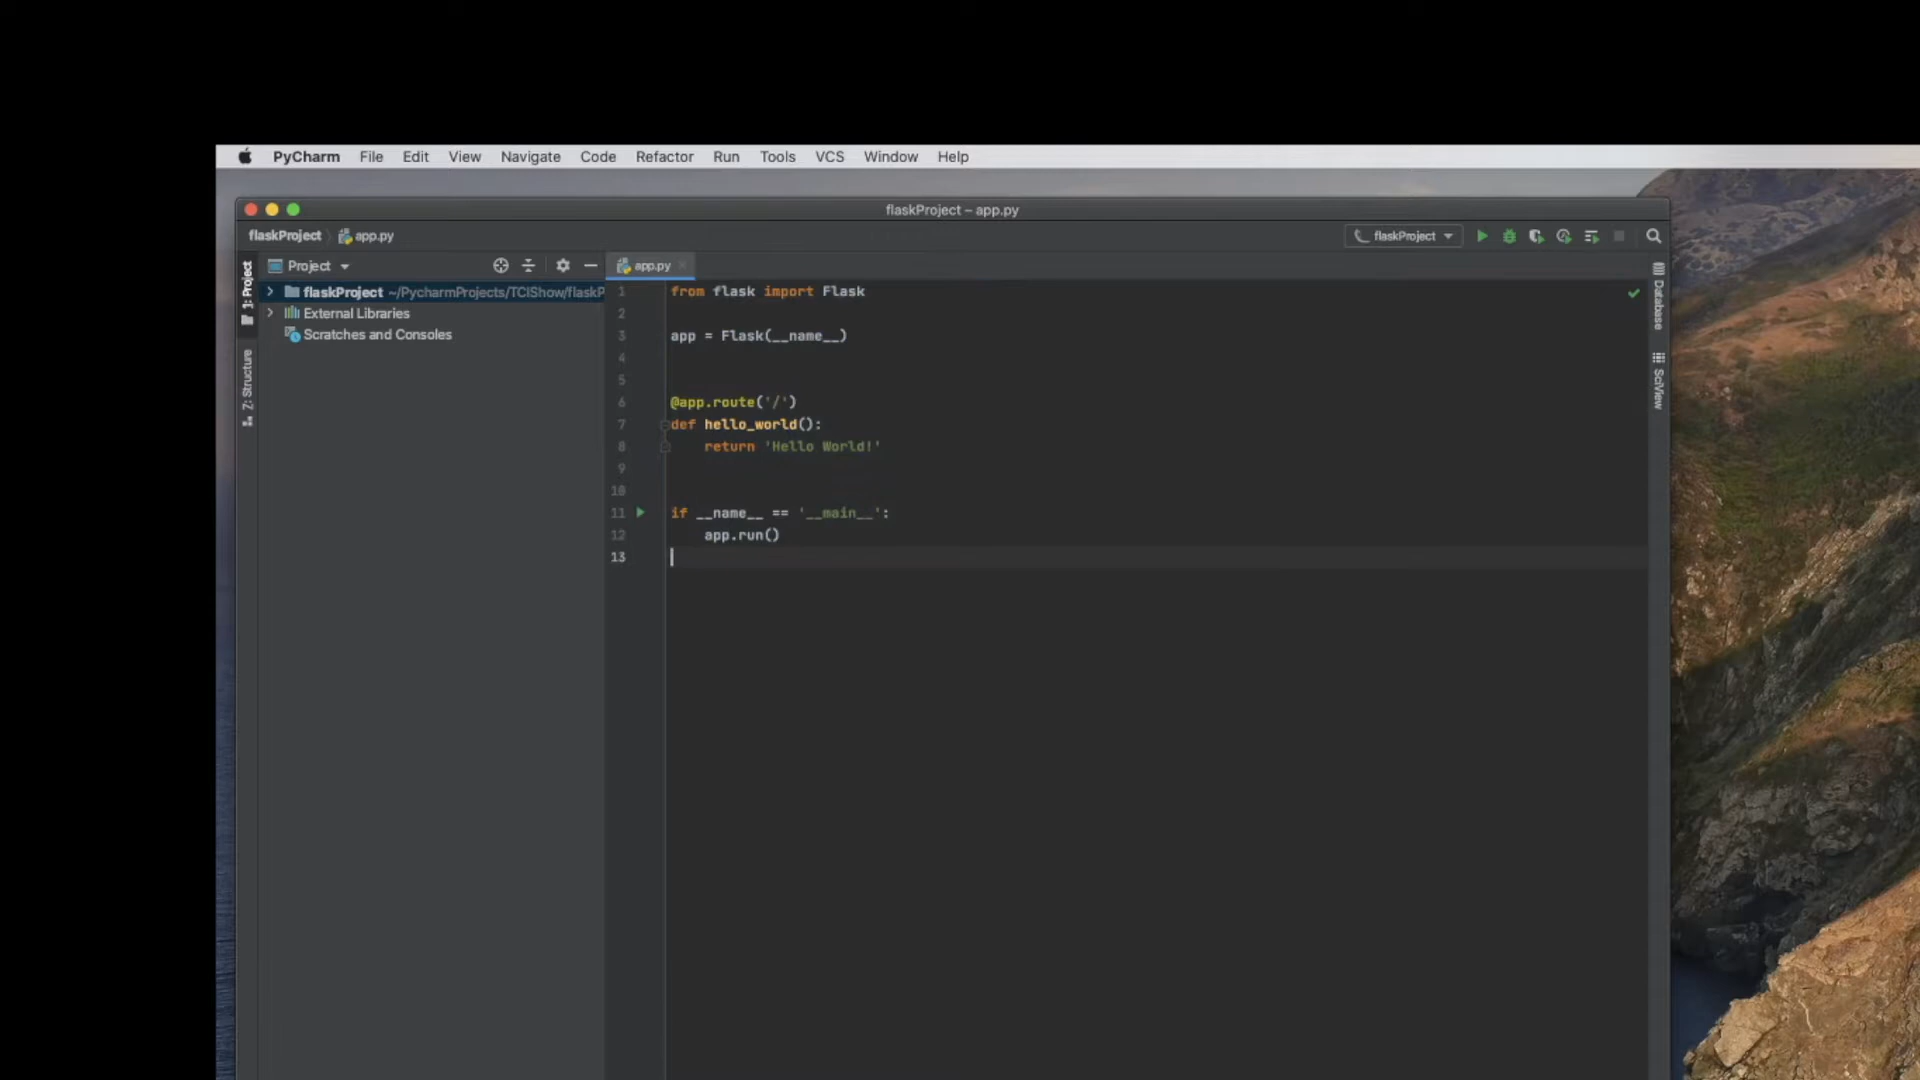 PyCharm File Edit View Navigate Code Refactor Run Tools VCS Window Help
flaskProject – app.py
flaskProject app.py
flaskProject
Project
app.py
1: Project
flaskProject ~/PycharmProjects/TCIShow/flaskP
External Libraries
Scratches and Consoles
Z: Structure
1 from flask import Flask
2
3 app = Flask(__name__)
4
5
6 @app.route('/')
7 def hello_world():
8 return 'Hello World!'
9
10
11 if __name__ == '__main__':
12 app.run()
13
Database
SciView